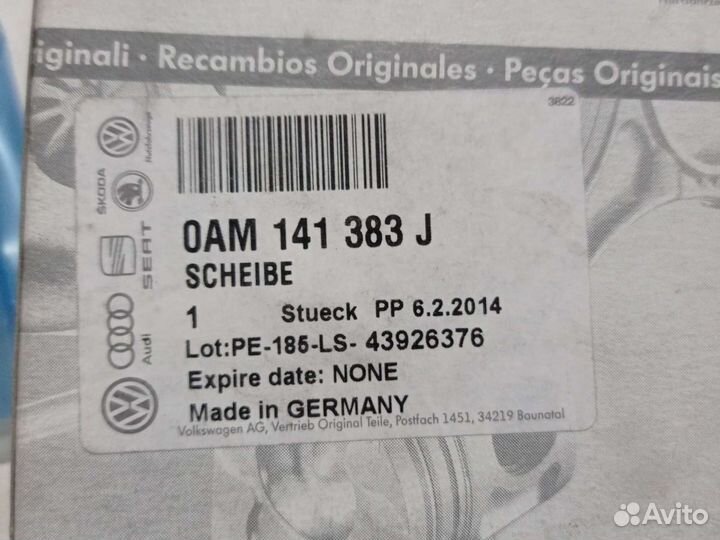 iginali · Recambios Originales · Peças Originais
3822
Nutzfahrzeuge
ŠKODA
SEAT
Audi
0AM 141 383 J
SCHEIBE
1 Stueck PP 6.2.2014
Lot:PE-185-LS- 43926376
Expire date: NONE
Made in GERMANY
Volkswagen AG, Vertrieb Original Teile, Postfach 1451, 34219 Baunatal
Avito